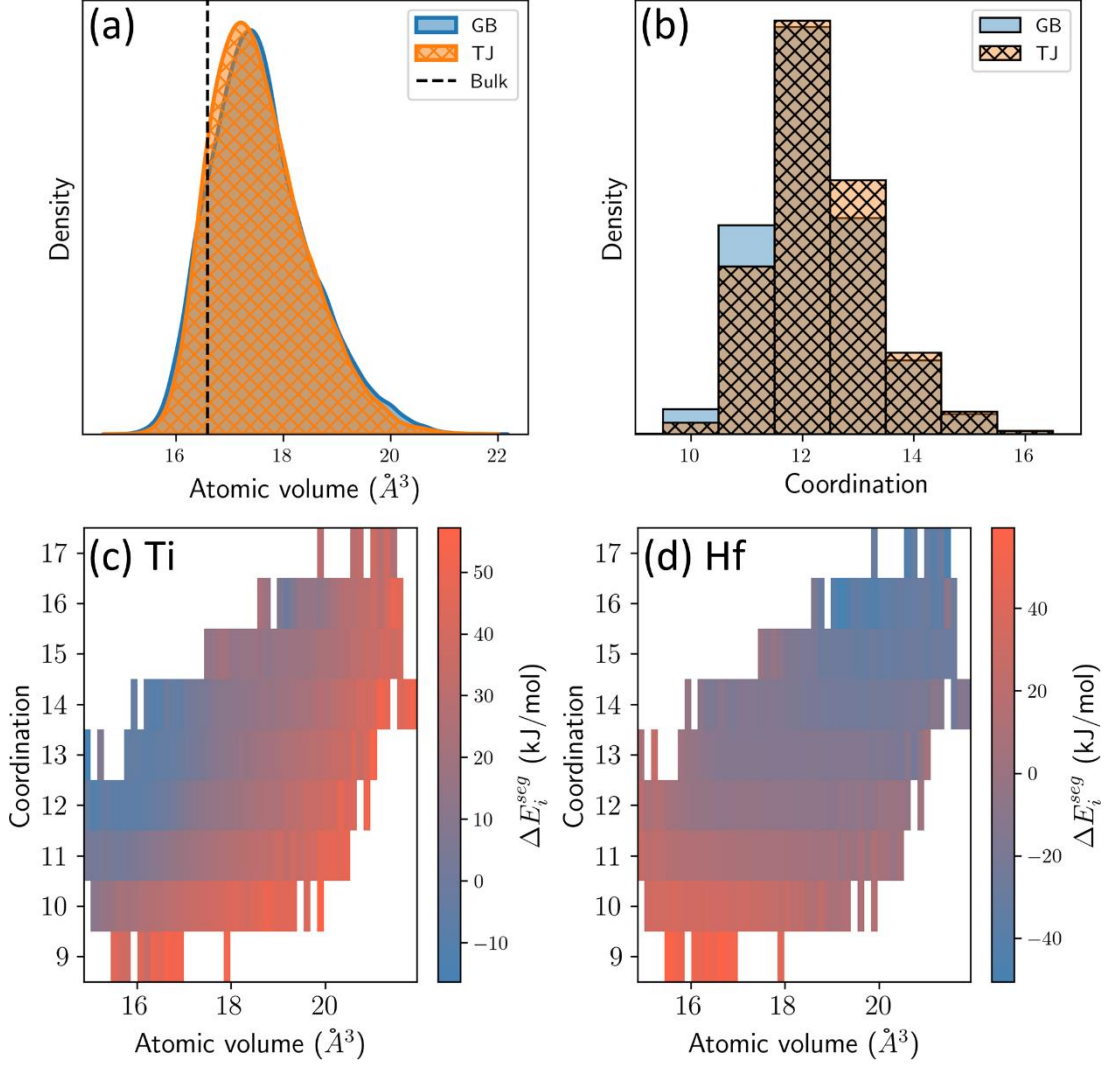 (a)
GB
TJ
Bulk
Density
16 18 20 22
Atomic volume (Å³)
(b)
GB
TJ
Density
10 12 14 16
Coordination
(c) Ti
17
16
15
14
13
12
11
10
9
Coordination
16 18 20
Atomic volume (Å³)
50
40
30
20
10
0
−10
ΔE_i^{seg} (kJ/mol)
(d) Hf
17
16
15
14
13
12
11
10
9
Coordination
16 18 20
Atomic volume (Å³)
40
20
0
−20
−40
ΔE_i^{seg} (kJ/mol)